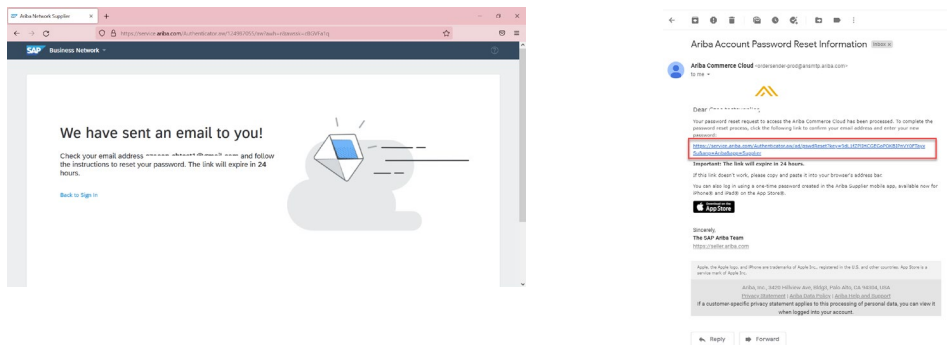 Ariba Network Supplier
SAP Business Network
We have sent an email to you!
Check your email address and follow
the instructions to reset your password. The link will expire in 24
hours.
Back to Sign in
Ariba Account Password Reset Information
Ariba Commerce Cloud <ordersender-prod@ansmtp.ariba.com>
to me
Dear
Your password reset request to access the Ariba Commerce Cloud has been processed. To complete the
password reset process, click the following link to confirm your email address and enter your new
password:
Important: The link will expire in 24 hours.
If this link doesn't work, please copy and paste it into your browser's address bar.
You can also log in using a one-time password created in the Ariba Supplier mobile app, available now for
iPhone® and iPad® on the App Store®.
Download on the
App Store
Sincerely,
The SAP Ariba Team
https://seller.ariba.com
Apple, the Apple logo, and iPhone are trademarks of Apple Inc., registered in the U.S. and other countries. App Store is a
service mark of Apple Inc.
Ariba, Inc., 3420 Hillview Ave, Bldg3, Palo Alto, CA 94304, USA
Privacy Statement | Ariba Data Policy | Ariba Help and Support
If a customer-specific privacy statement applies to this processing of personal data, you can view it
when logged into your account.
Reply
Forward